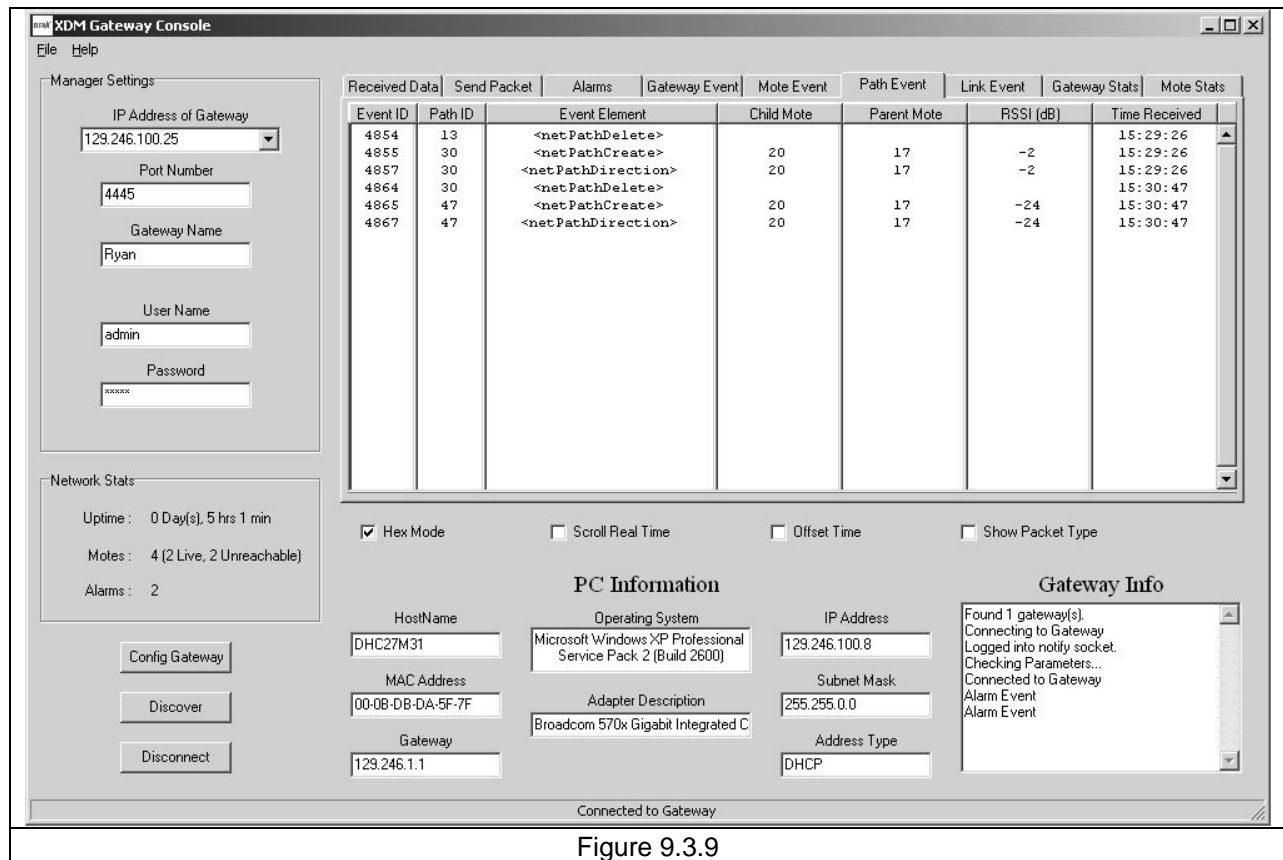 XDM Gateway Console
File Help
Manager Settings
IP Address of Gateway
129.246.100.25
Port Number
4445
Gateway Name
Ryan
User Name
admin
Password
xxxxx
Received Data Send Packet Alarms Gateway Event Mote Event Path Event Link Event Gateway Stats Mote Stats
Event ID Path ID Event Element Child Mote Parent Mote RSSI (dB) Time Received
4854 13 <netPathDelete> 15:29:26
4855 30 <netPathCreate> 20 17 -2 15:29:26
4857 30 <netPathDirection> 20 17 -2 15:29:26
4864 30 <netPathDelete> 15:30:47
4865 47 <netPathCreate> 20 17 -24 15:30:47
4867 47 <netPathDirection> 20 17 -24 15:30:47
Network Stats
Uptime : 0 Day(s), 5 hrs 1 min
Motes : 4 (2 Live, 2 Unreachable)
Alarms : 2
Config Gateway
Discover
Disconnect
Hex Mode Scroll Real Time Offset Time Show Packet Type
PC Information
HostName
DHC27M31
MAC Address
00-0B-DB-DA-5F-7F
Gateway
129.246.1.1
Operating System
Microsoft Windows XP Professional
Service Pack 2 (Build 2600)
Adapter Description
Broadcom 570x Gigabit Integrated C
IP Address
129.246.100.8
Subnet Mask
255.255.0.0
Address Type
DHCP
Gateway Info
Found 1 gateway(s).
Connecting to Gateway
Logged into notify socket.
Checking Parameters...
Connected to Gateway
Alarm Event
Alarm Event
Connected to Gateway
Figure 9.3.9